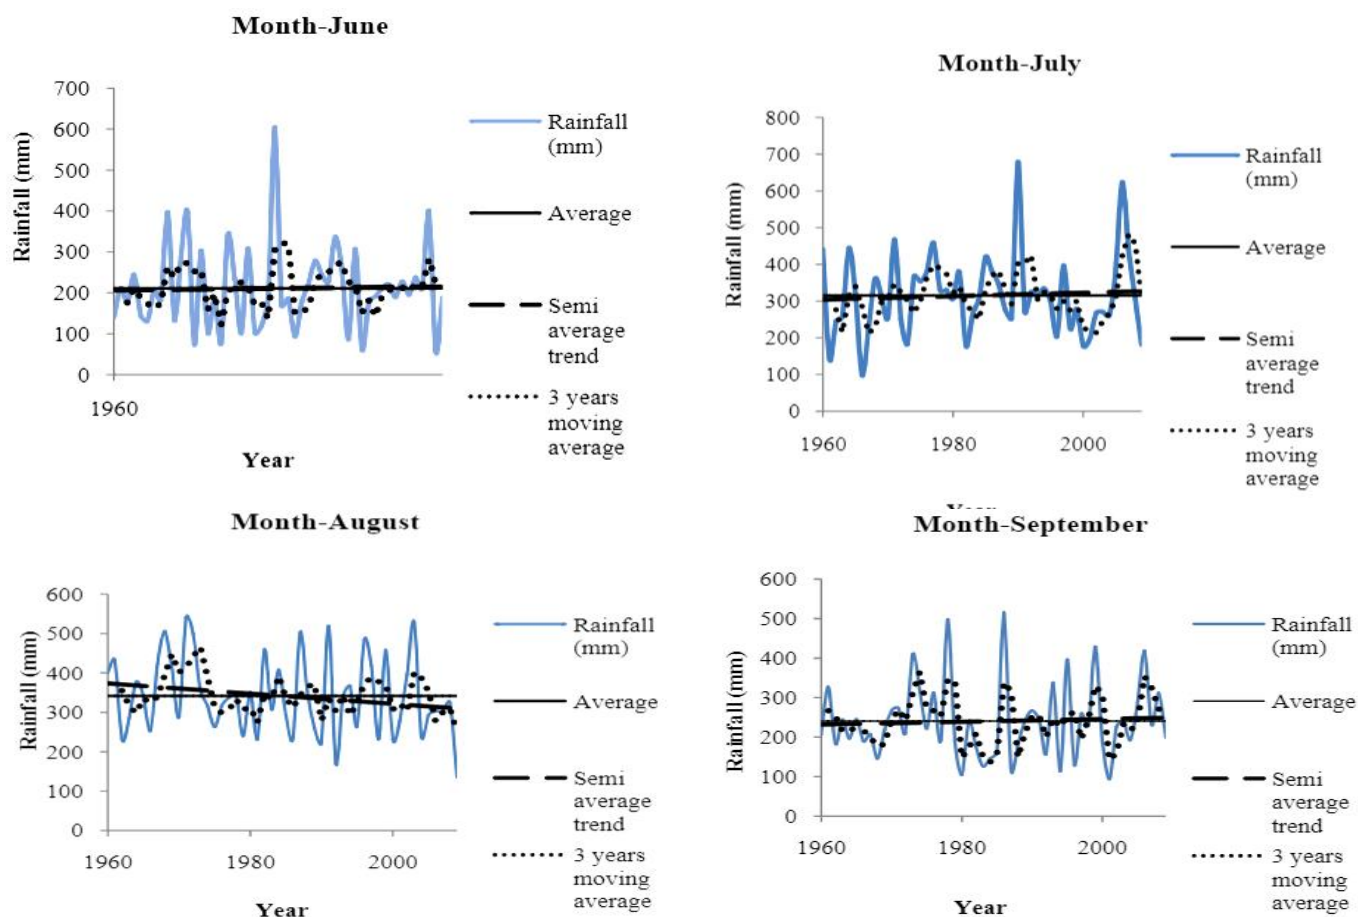 Month-June
700
600
500
400
300
200
100
0
Rainfall (mm)
1960
Year
Rainfall
(mm)
Average
Semi
average
trend
3 years
moving
average
Month-July
800
700
600
500
400
300
200
100
0
Rainfall (mm)
1960
1980
2000
Rainfall
(mm)
Average
Semi
average
trend
3 years
moving
average
Month-August
600
500
400
300
200
100
0
Rainfall (mm)
1960
1980
2000
Year
Rainfall
(mm)
Average
Semi
average
trend
3 years
moving
average
Month-September
600
500
400
300
200
100
0
Rainfall (mm)
1960
1980
2000
Year
Rainfall
(mm)
Average
Semi
average
trend
3 years
moving
average